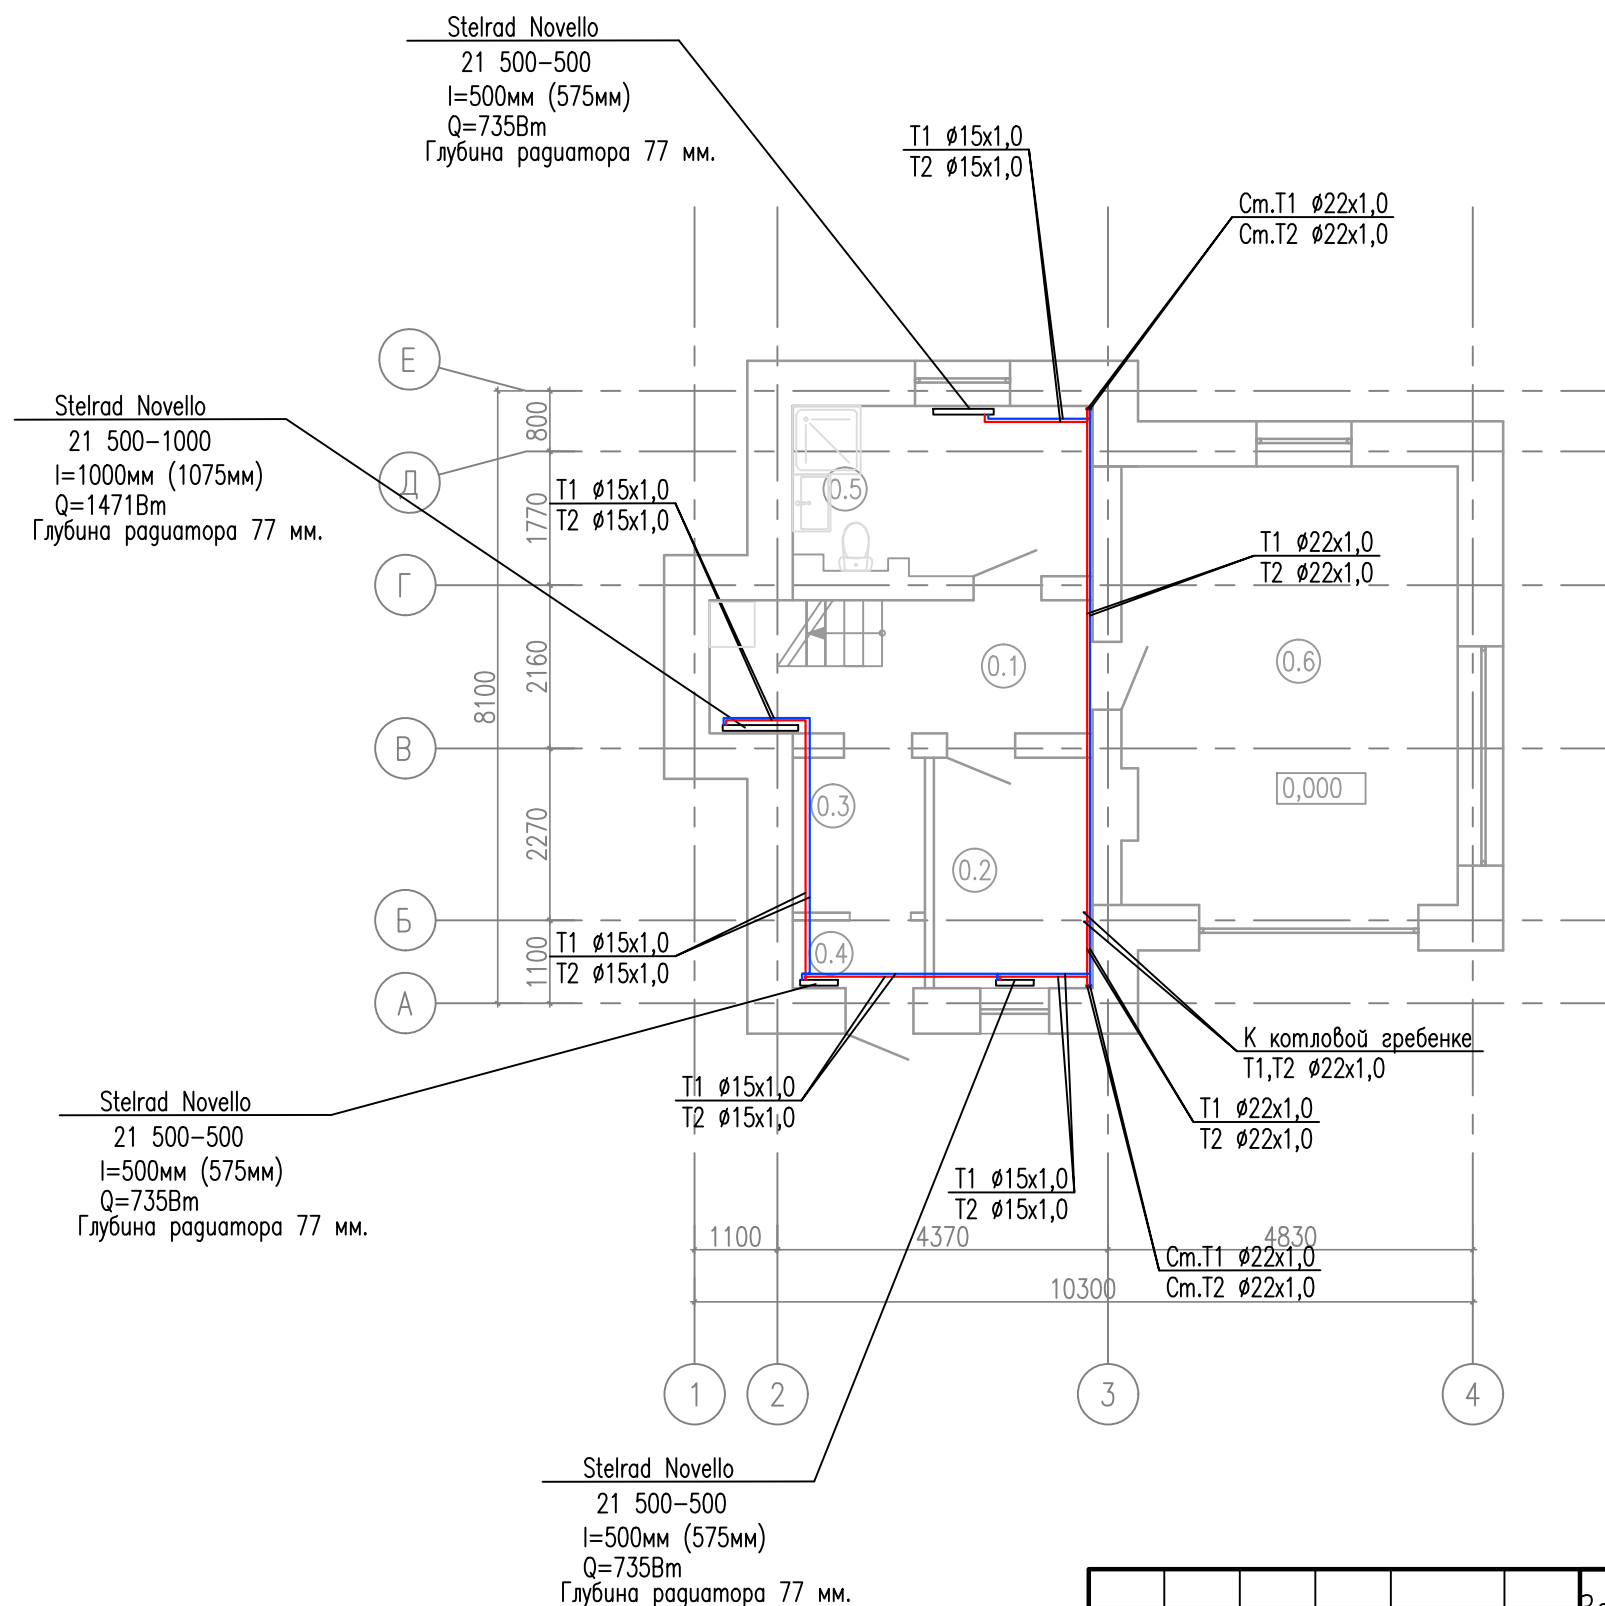 Stelrad Novello
21 500-500
l=500мм (575мм)
Q=735Вт
Глубина радиатора 77 мм.
T1 ø15x1,0
T2 ø15x1,0
Ст.T1 ø22x1,0
Ст.T2 ø22x1,0
Е
Stelrad Novello
21 500-1000
l=1000мм (1075мм)
Q=1471Вт
Глубина радиатора 77 мм.
800
Д
T1 ø15x1,0
T2 ø15x1,0
0.5
1770
T1 ø22x1,0
T2 ø22x1,0
Г
2160
8100
0.1
0.6
В
0,000
0.3
2270
0.2
Б
T1 ø15x1,0
T2 ø15x1,0
0.4
1100
А
К котловой гребенке
T1,T2 ø22x1,0
Stelrad Novello
21 500-500
l=500мм (575мм)
Q=735Вт
Глубина радиатора 77 мм.
T1 ø15x1,0
T2 ø15x1,0
T1 ø22x1,0
T2 ø22x1,0
T1 ø15x1,0
T2 ø15x1,0
1100
4370
4830
Ст.T1 ø22x1,0
Ст.T2 ø22x1,0
10300
1
2
3
4
Stelrad Novello
21 500-500
l=500мм (575мм)
Q=735Вт
Глубина радиатора 77 мм.